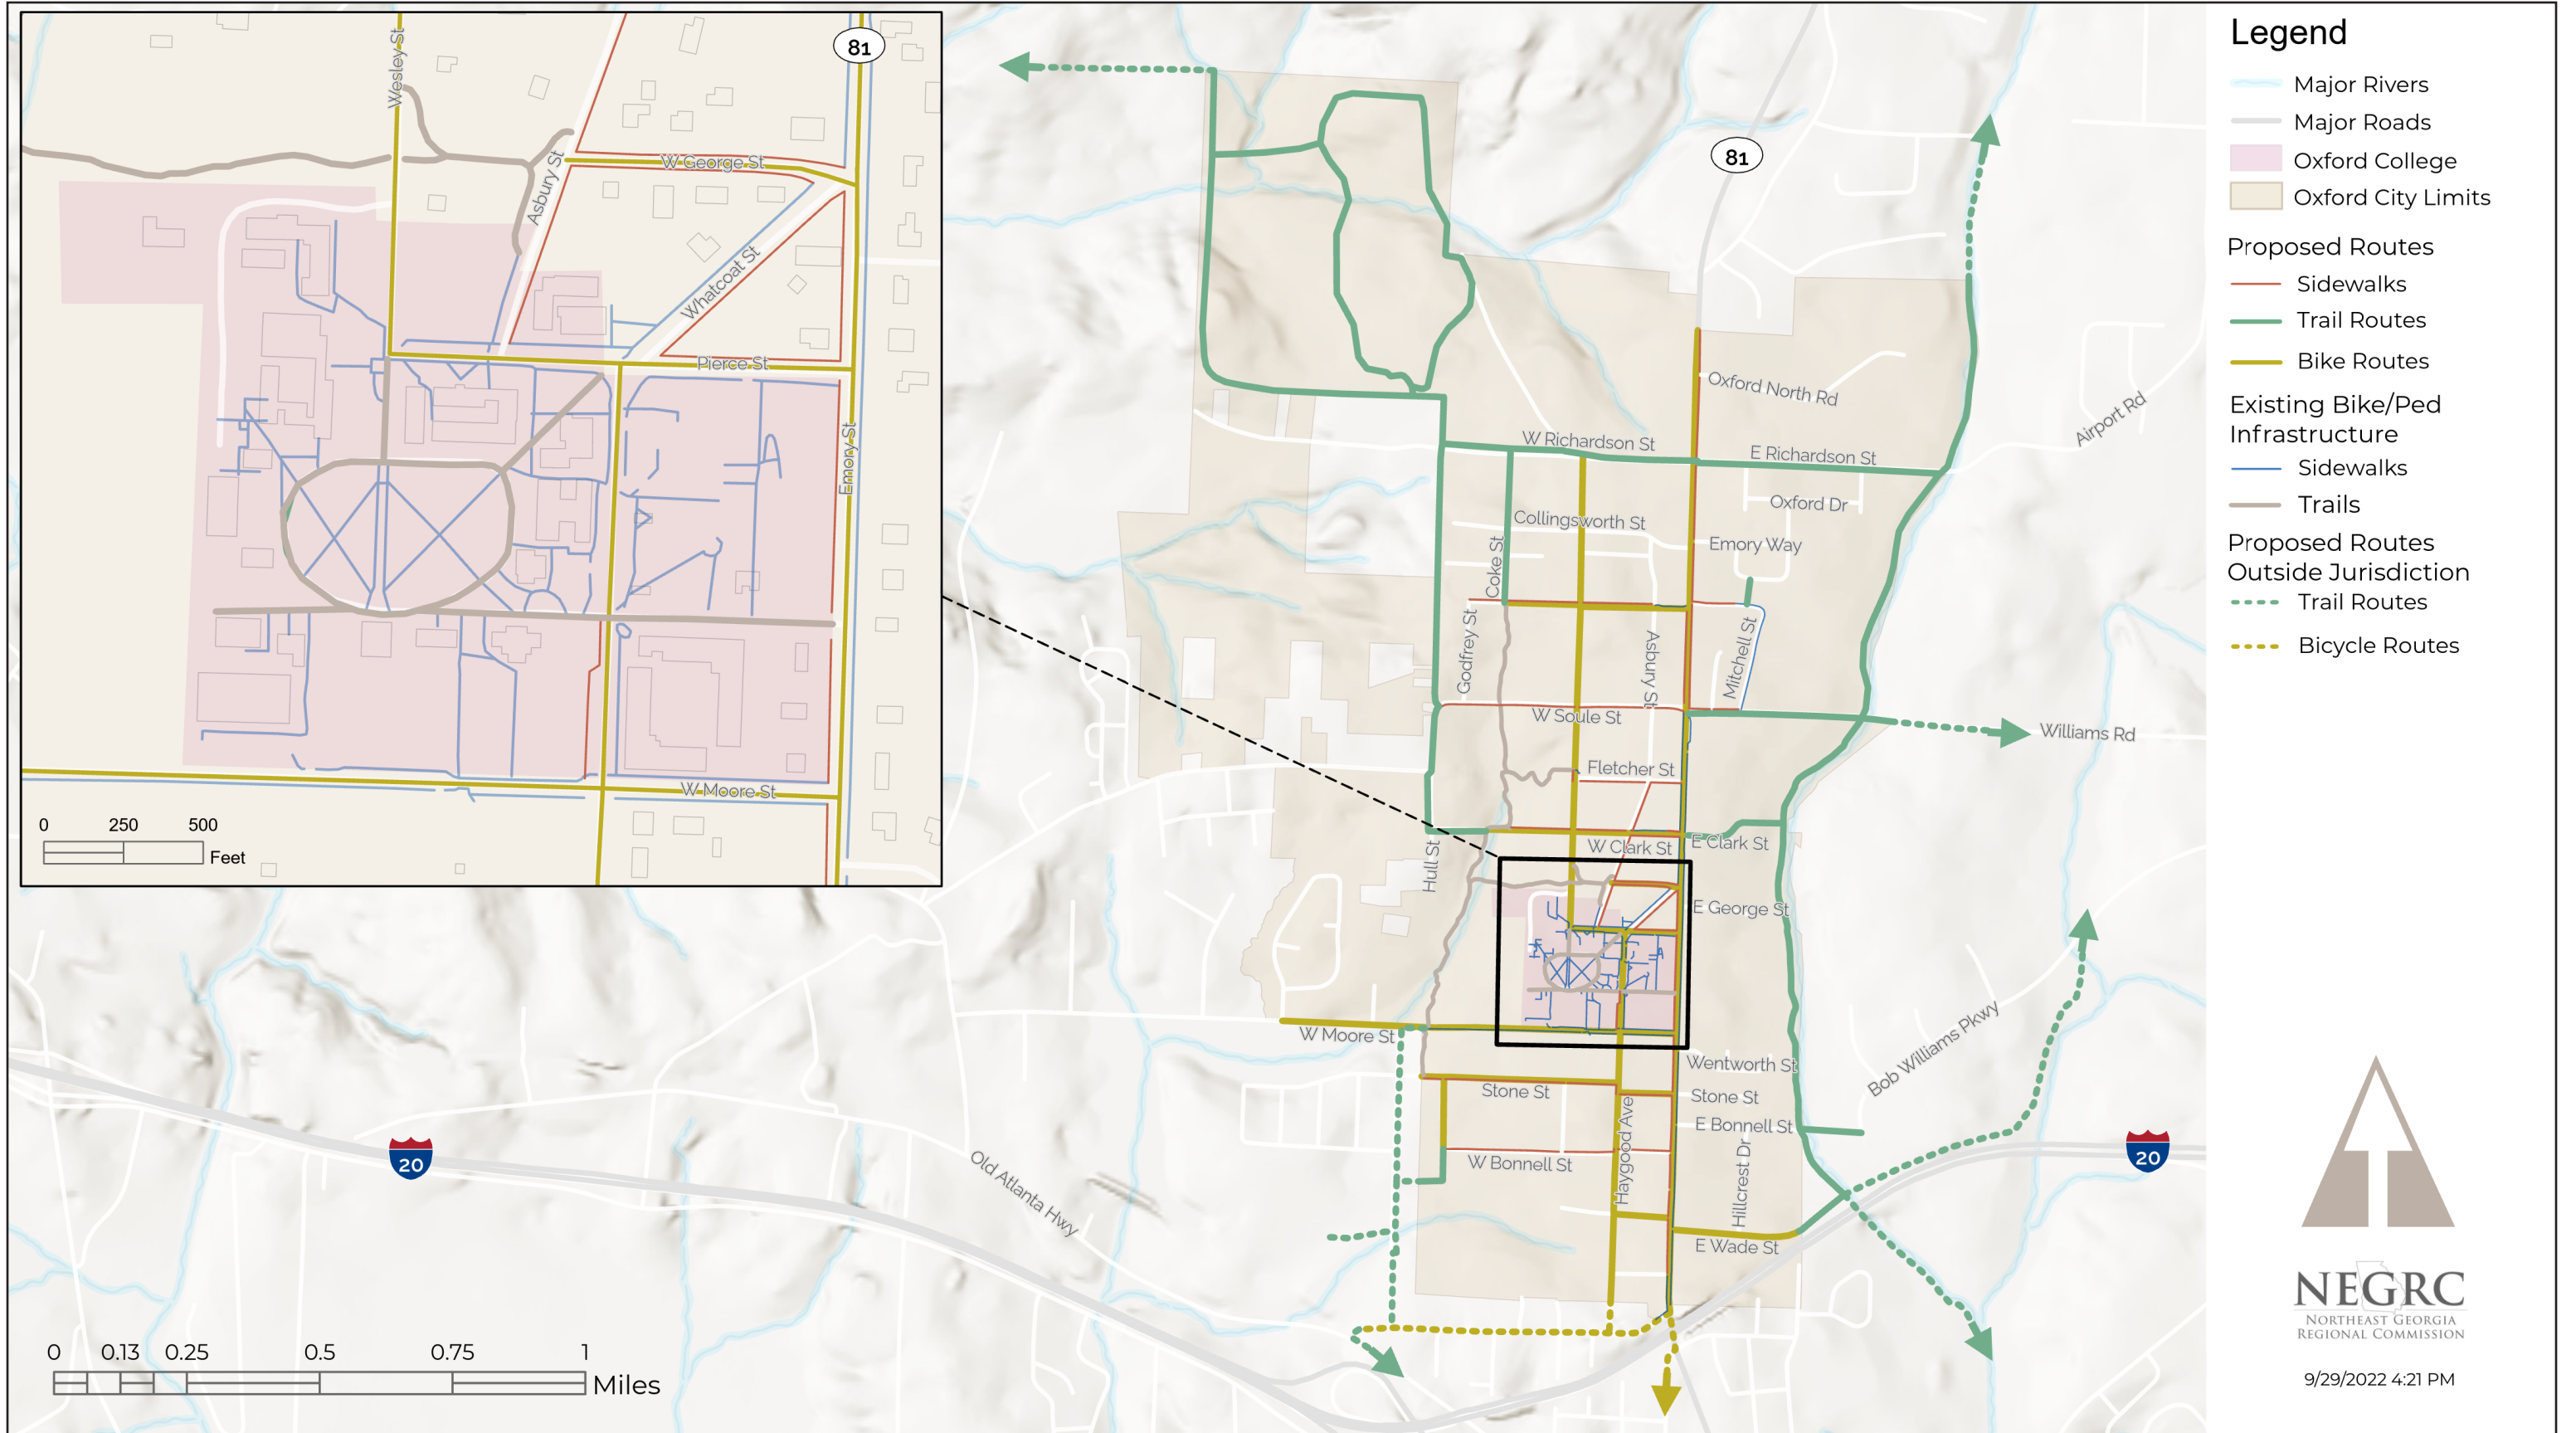 Wesley St
81
W George St
Asbury St
Whatcoat St
Pierce St
Emory St
W Moore St
0 250 500
Feet
81
Oxford North Rd
Airport Rd
W Richardson St
E Richardson St
Oxford Dr
Collingsworth St
Emory Way
Coke St
Godfrey St
Asbury St
Mitchell St
W Soule St
Williams Rd
Fletcher St
W Clark St
E Clark St
Hull St
E George St
W Moore St
Bob Williams Pkwy
Wentworth St
Stone St
Stone St
E Bonnell St
Haygood Ave
W Bonnell St
Hillcrest Dr
20
20
Old Atlanta Hwy
E Wade St
0 0.13 0.25 0.5 0.75 1
Miles
Legend
Major Rivers
Major Roads
Oxford College
Oxford City Limits
Proposed Routes
Sidewalks
Trail Routes
Bike Routes
Existing Bike/Ped
Infrastructure
Sidewalks
Trails
Proposed Routes
Outside Jurisdiction
Trail Routes
Bicycle Routes
NEGRC
NORTHEAST GEORGIA
REGIONAL COMMISSION
9/29/2022 4:21 PM